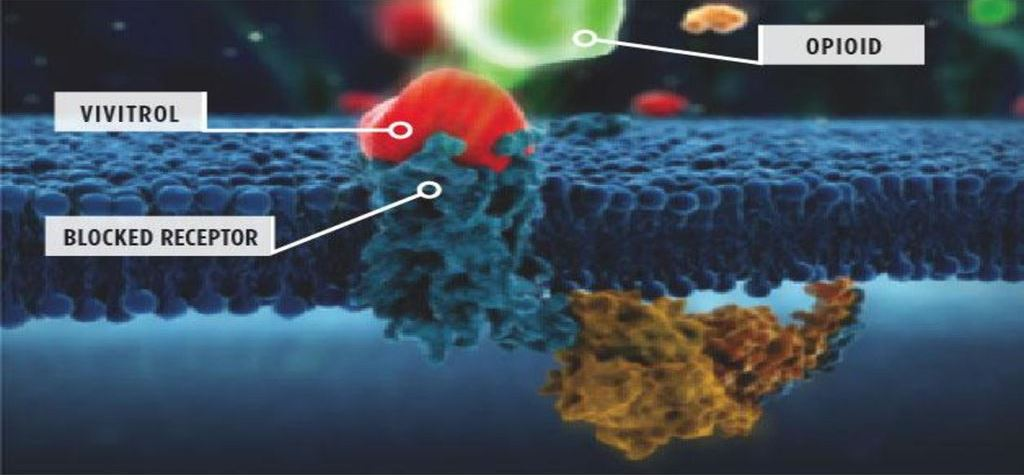 OPIOID
VIVITROL
BLOCKED RECEPTOR